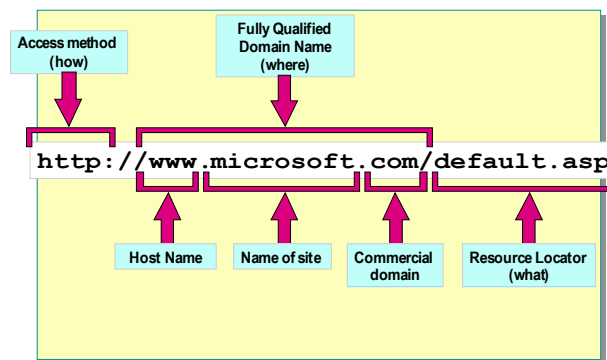 Fully Qualified
Domain Name
(where)
Access method
(how)
http://www.microsoft.com/default.asp
Host Name
Name of site
Commercial
domain
Resource Locator
(what)